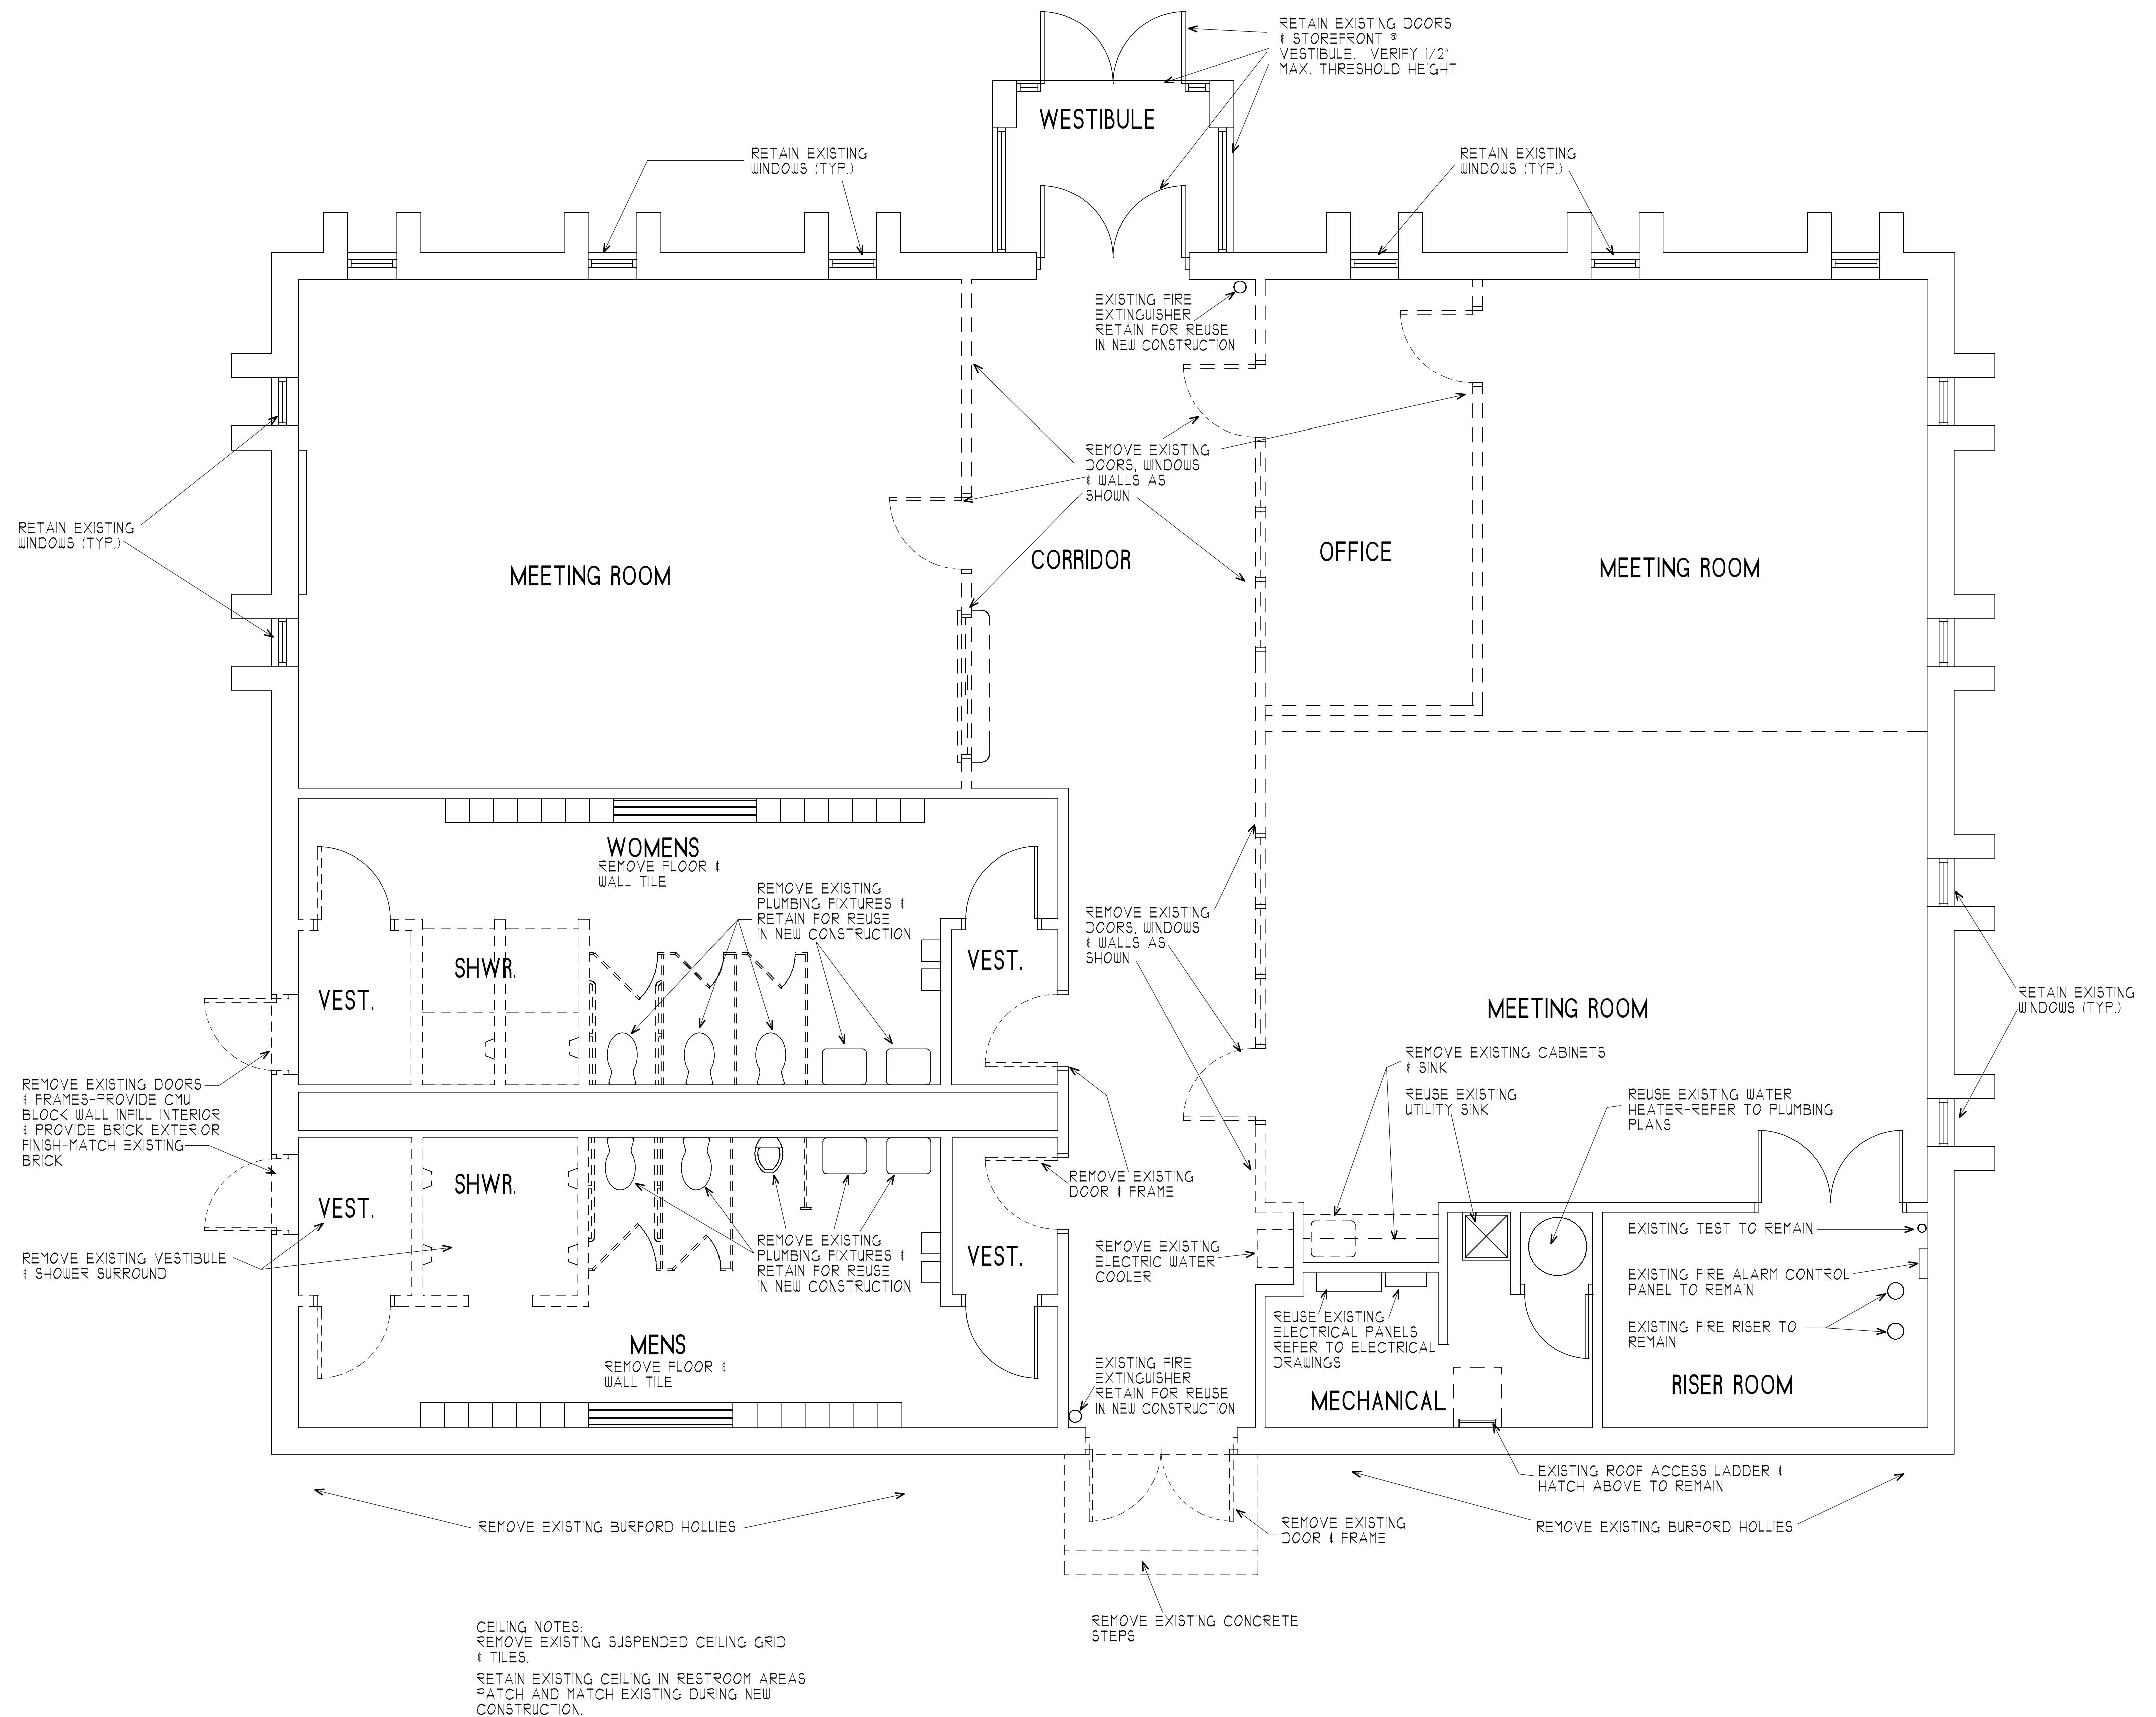 RETAIN EXISTING DOORS
& STOREFRONT @
VESTIBULE. VERIFY 1/2"
MAX. THRESHOLD HEIGHT
WESTIBULE
RETAIN EXISTING
WINDOWS (TYP.)
RETAIN EXISTING
WINDOWS (TYP.)
EXISTING FIRE
EXTINGUISHER
RETAIN FOR REUSE
IN NEW CONSTRUCTION
REMOVE EXISTING
DOORS, WINDOWS
& WALLS AS
SHOWN
RETAIN EXISTING
WINDOWS (TYP.)
MEETING ROOM
CORRIDOR
OFFICE
MEETING ROOM
WOMENS
REMOVE FLOOR &
WALL TILE
REMOVE EXISTING
PLUMBING FIXTURES &
RETAIN FOR REUSE
IN NEW CONSTRUCTION
REMOVE EXISTING
DOORS, WINDOWS
& WALLS AS
SHOWN
SHWR.
VEST.
VEST.
MEETING ROOM
RETAIN EXISTING
WINDOWS (TYP.)
REMOVE EXISTING CABINETS
& SINK
REUSE EXISTING
UTILITY SINK
REUSE EXISTING WATER
HEATER-REFER TO PLUMBING
PLANS
REMOVE EXISTING DOORS
& FRAMES-PROVIDE CMU
BLOCK WALL INFILL INTERIOR
& PROVIDE BRICK EXTERIOR
FINISH-MATCH EXISTING
BRICK
REMOVE EXISTING
DOOR & FRAME
SHWR.
VEST.
REMOVE EXISTING VESTIBULE
& SHOWER SURROUND
REMOVE EXISTING
PLUMBING FIXTURES &
RETAIN FOR REUSE
IN NEW CONSTRUCTION
VEST.
REMOVE EXISTING
ELECTRIC WATER
COOLER
EXISTING TEST TO REMAIN
EXISTING FIRE ALARM CONTROL
PANEL TO REMAIN
EXISTING FIRE RISER TO
REMAIN
REUSE EXISTING
ELECTRICAL PANELS
REFER TO ELECTRICAL
DRAWINGS
MENS
REMOVE FLOOR &
WALL TILE
EXISTING FIRE
EXTINGUISHER
RETAIN FOR REUSE
IN NEW CONSTRUCTION
MECHANICAL
RISER ROOM
EXISTING ROOF ACCESS LADDER &
HATCH ABOVE TO REMAIN
REMOVE EXISTING BURFORD HOLLIES
REMOVE EXISTING
DOOR & FRAME
REMOVE EXISTING BURFORD HOLLIES
REMOVE EXISTING CONCRETE
STEPS
CEILING NOTES:
REMOVE EXISTING SUSPENDED CEILING GRID
& TILES.
RETAIN EXISTING CEILING IN RESTROOM AREAS
PATCH AND MATCH EXISTING DURING NEW
CONSTRUCTION.